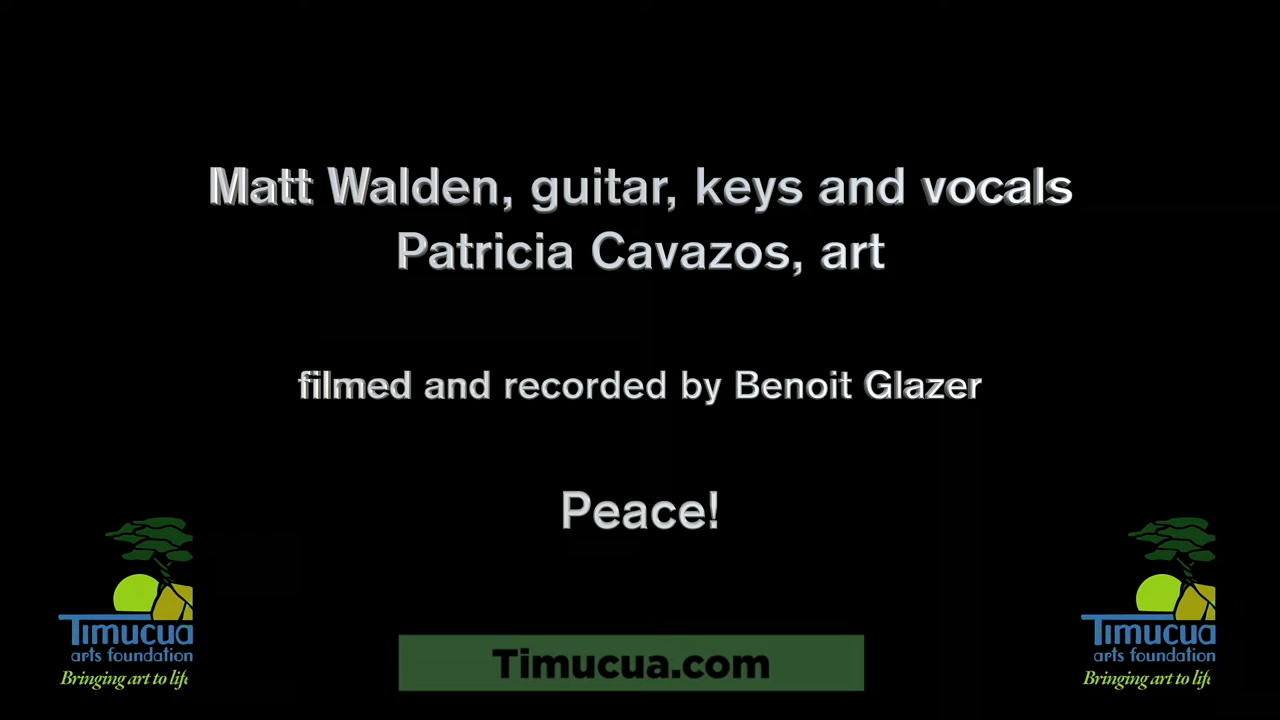 Matt Walden, guitar, keys and vocals
Patricia Cavazos, art
filmed and recorded by Benoit Glazer
Peace!
Timucua
arts foundation
Bringing art to life
Timucua.com
Timucua
arts foundation
Bringing art to life